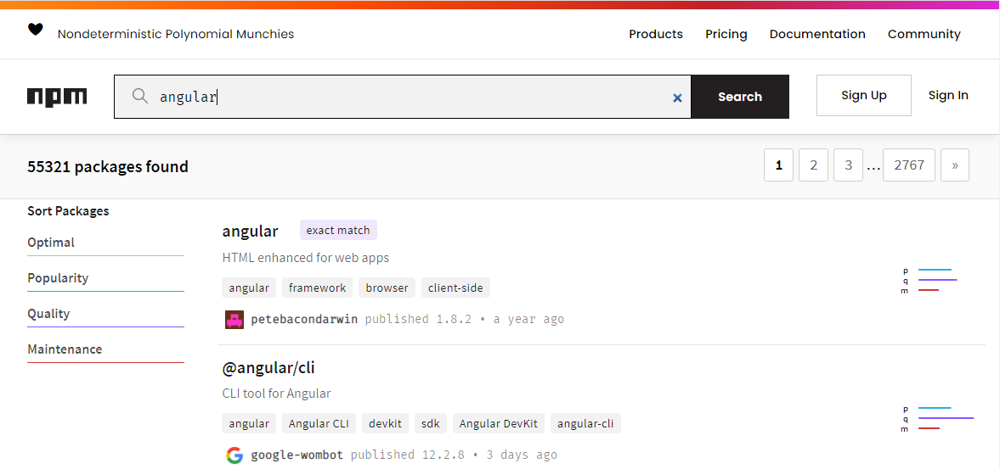 Nondeterministic Polynomial Munchies Products Pricing Documentation Community
npm angular × Search Sign Up Sign In
55321 packages found 1 2 3 ... 2767 »
Sort Packages
Optimal
Popularity
Quality
Maintenance
angular exact match
HTML enhanced for web apps
angular framework browser client-side
petebacondarwin published 1.8.2 • a year ago
p
q
m
@angular/cli
CLI tool for Angular
angular Angular CLI devkit sdk Angular DevKit angular-cli
google-wombot published 12.2.8 • 3 days ago
p
q
m